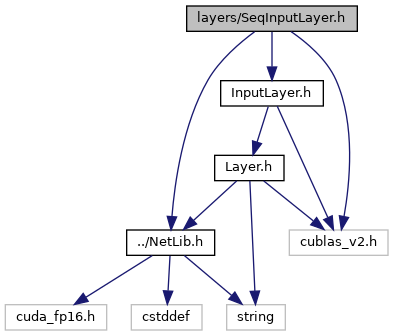 layers/SeqInputLayer.h
InputLayer.h
Layer.h
../NetLib.h
cublas_v2.h
cuda_fp16.h
cstddef
string